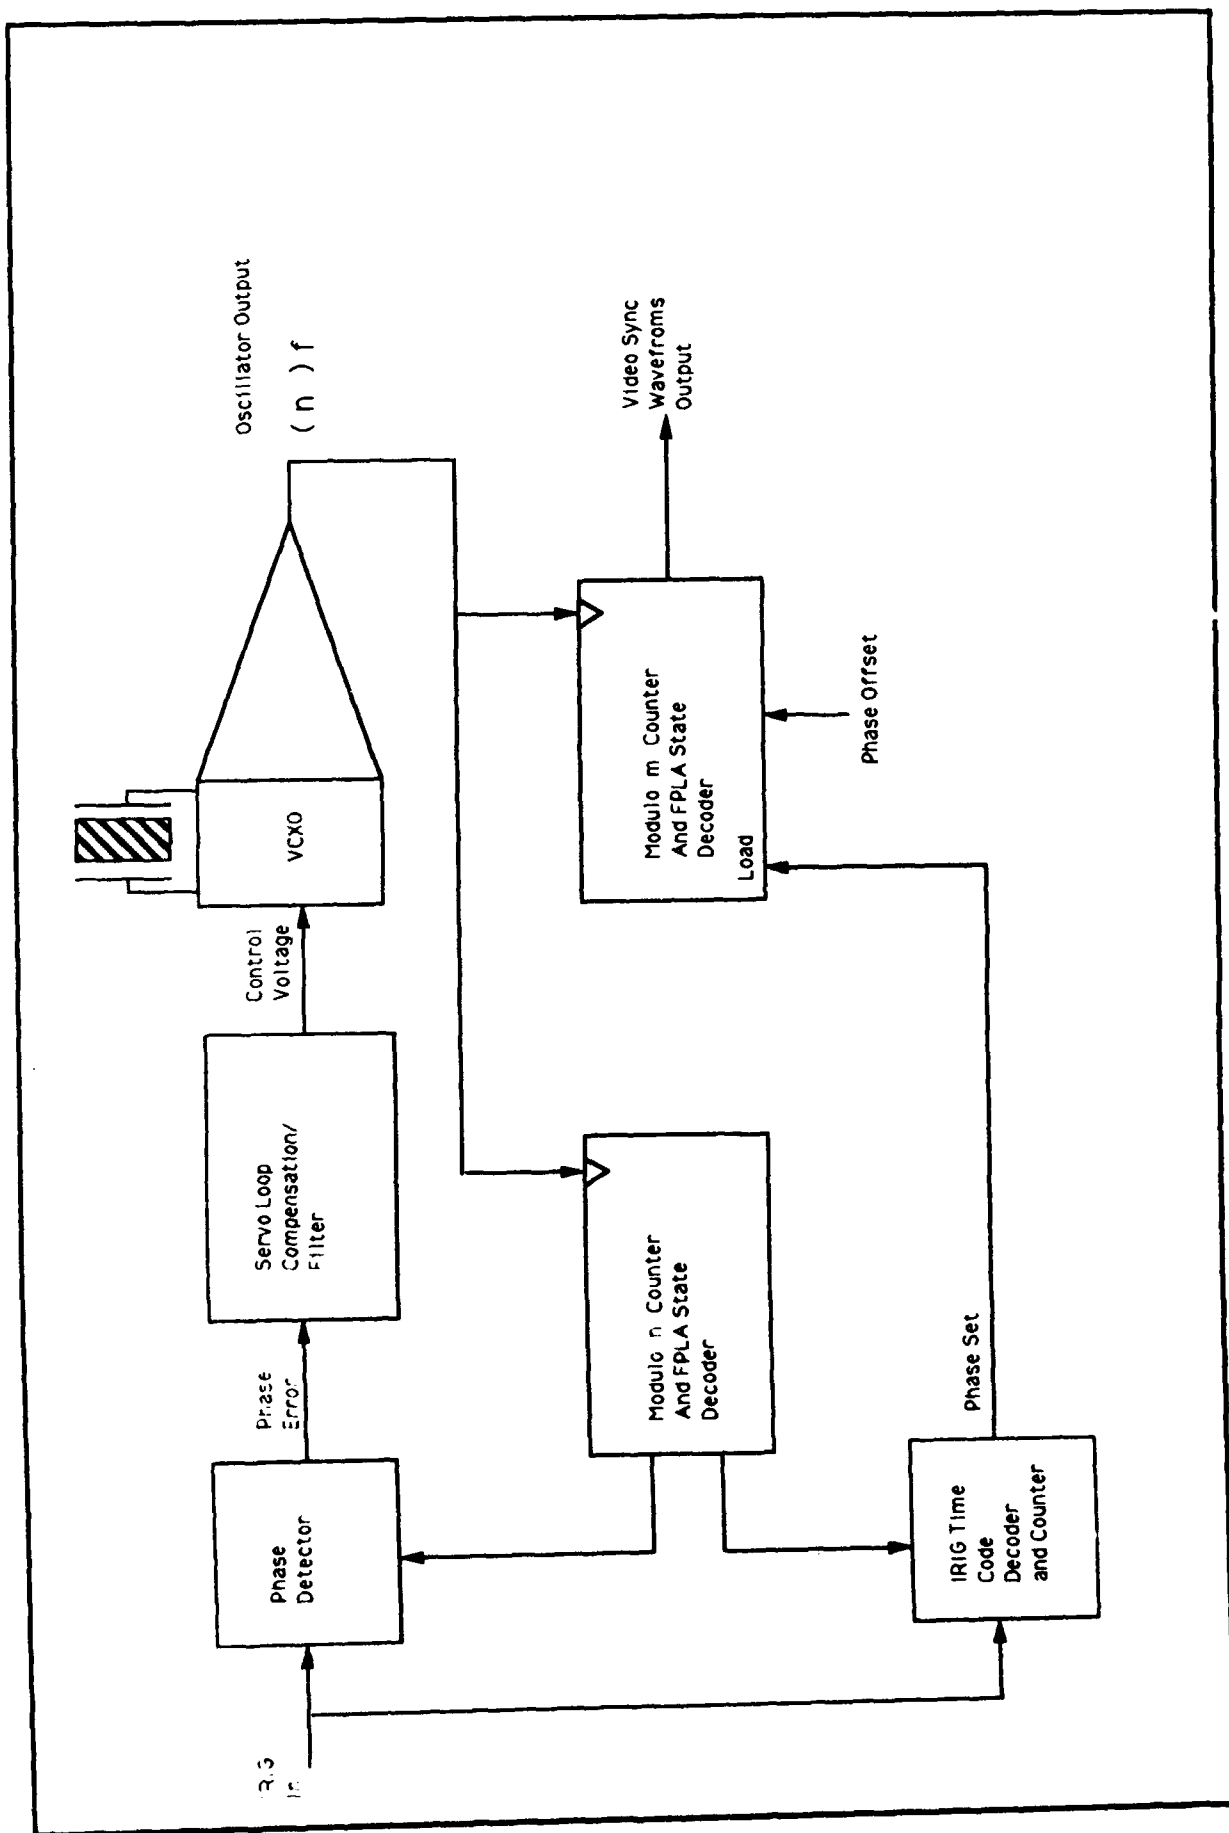 Oscillator Output
( n ) f
Control
Voltage
VCXO
Servo Loop
Compensation/
Filter
Phase
Error
Phase
Detector
In
Video Sync
Wavefroms
Output
Modulo m Counter
And FPLA State
Decoder
Load
Phase Offset
Modulo n Counter
And FPLA State
Decoder
Phase Set
IRIG Time
Code
Decoder
and Counter